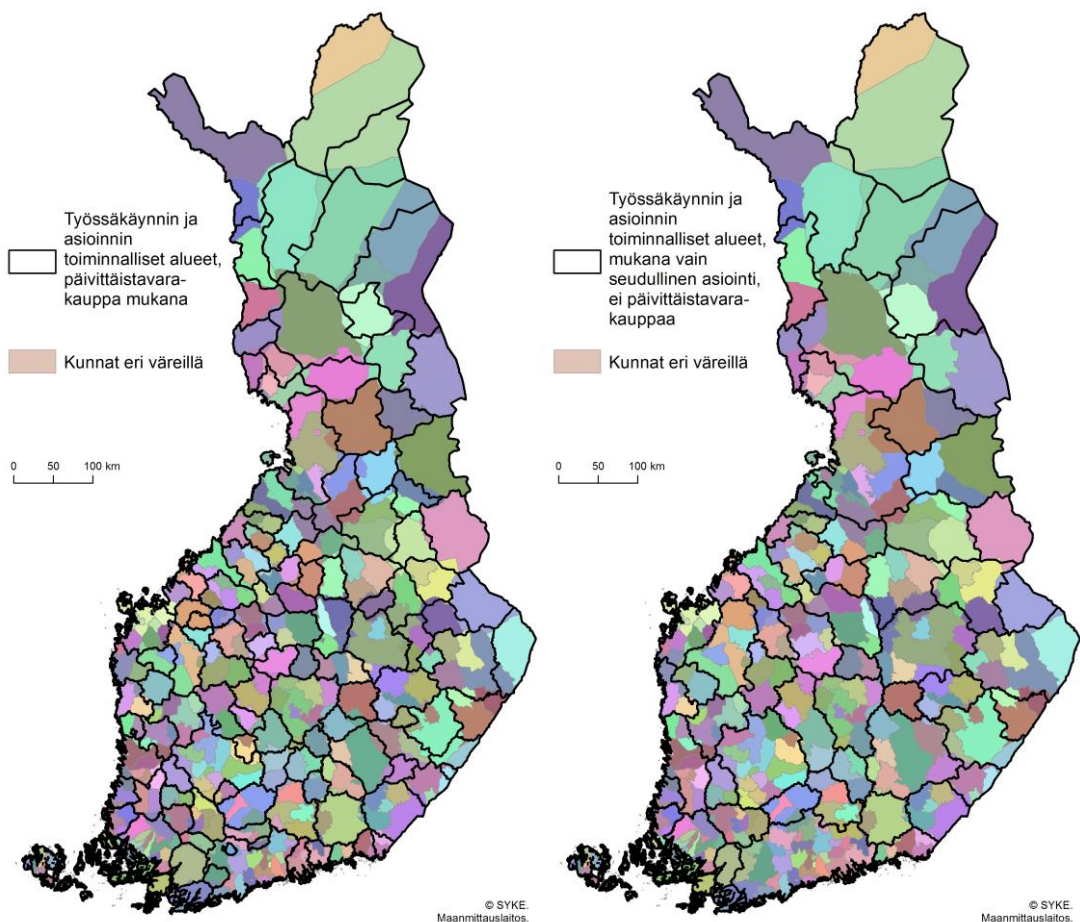 Työssäkäynnin ja
asioinnin
toiminnalliset alueet,
päivittäistavara-
kauppa mukana
Kunnat eri väreillä
0 50 100 km
© SYKE.
Maanmittauslaitos.
Työssäkäynnin ja
asioinnin
toiminnalliset alueet,
mukana vain
seudullinen asiointi,
ei päivittäistavara-
kauppaa
Kunnat eri väreillä
0 50 100 km
© SYKE.
Maanmittauslaitos.